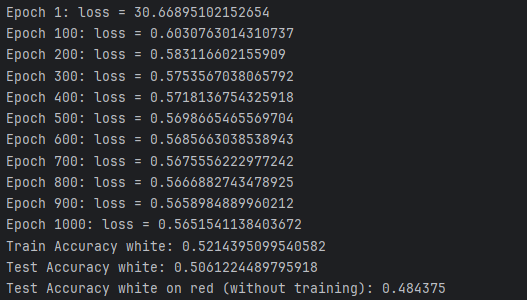 Epoch 1: loss = 30.66895102152654
Epoch 100: loss = 0.6030763014310737
Epoch 200: loss = 0.583116602155909
Epoch 300: loss = 0.5753567038065792
Epoch 400: loss = 0.5718136754325918
Epoch 500: loss = 0.5698665465569704
Epoch 600: loss = 0.5685663038538943
Epoch 700: loss = 0.5675556222977242
Epoch 800: loss = 0.5666882743478925
Epoch 900: loss = 0.5658984889960212
Epoch 1000: loss = 0.5651541138403672
Train Accuracy white: 0.5214395099540582
Test Accuracy white: 0.5061224489795918
Test Accuracy white on red (without training): 0.484375